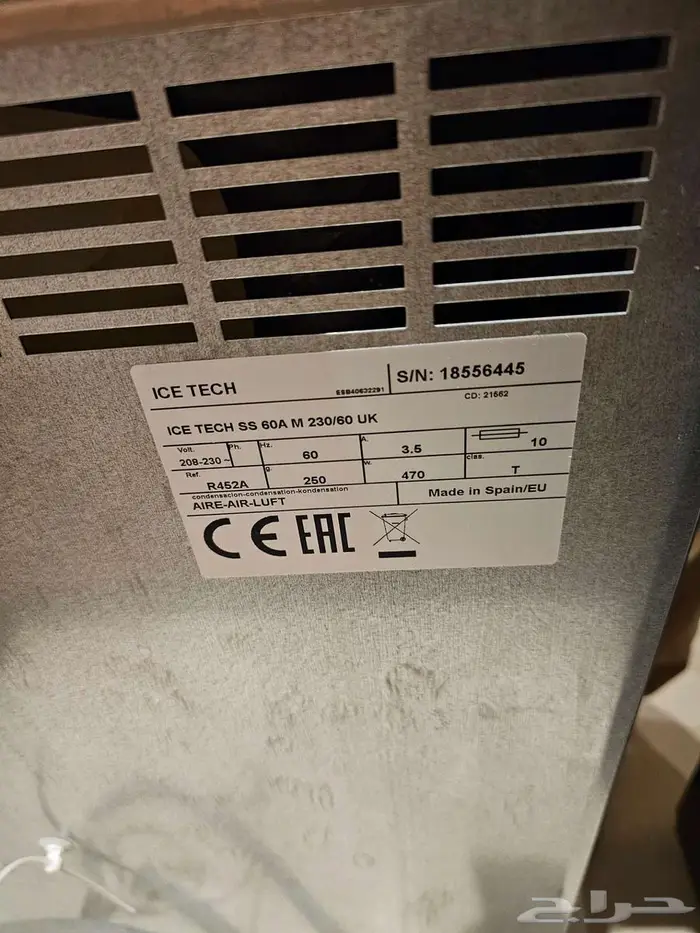 ICE TECH
ESB40602291
S/N: 18556445
CD: 21562
ICE TECH SS 60A M 230/60 UK
Volt. 208-230 ~
Ph.
Hz. 60
A. 3.5
10
Ref. R452A
g. 250
W. 470
clas. T
condensacion-condensation-kondensation
AIRE-AIR-LUFT
Made in Spain/EU
CE EAC
حراج